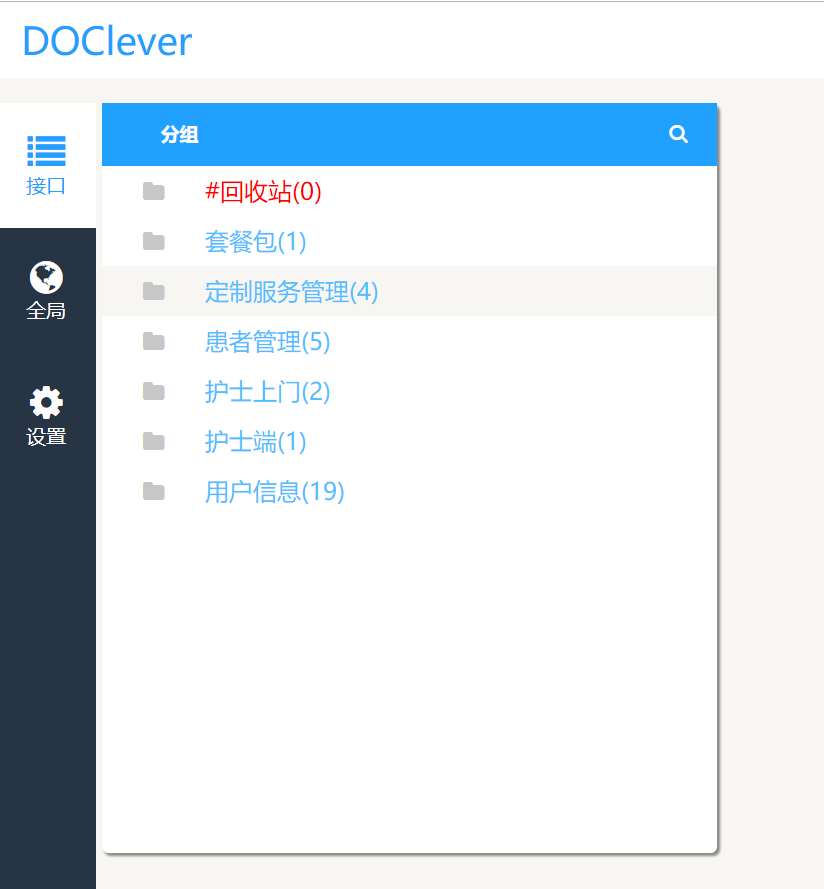 DOClever
接口
全局
设置
分组
#回收站(0)
套餐包(1)
定制服务管理(4)
患者管理(5)
护士上门(2)
护士端(1)
用户信息(19)